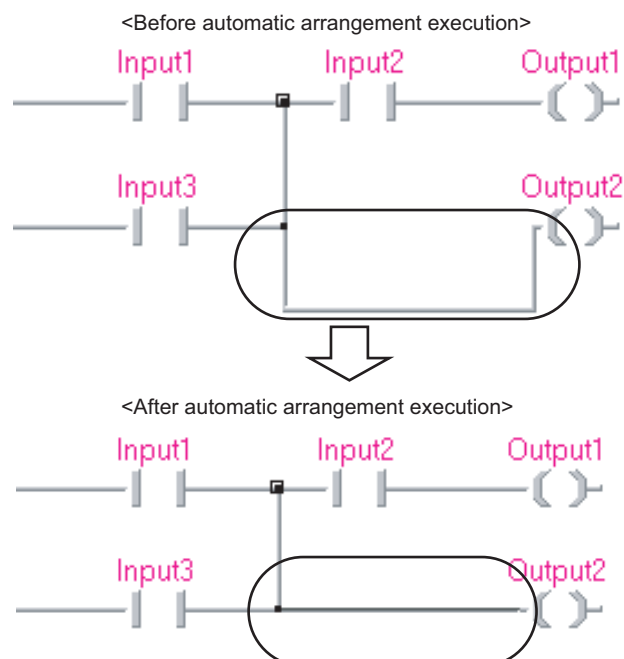 <Before automatic arrangement execution>
Input1 Input2 Output1
Input3 Output2
<After automatic arrangement execution>
Input1 Input2 Output1
Input3 Output2